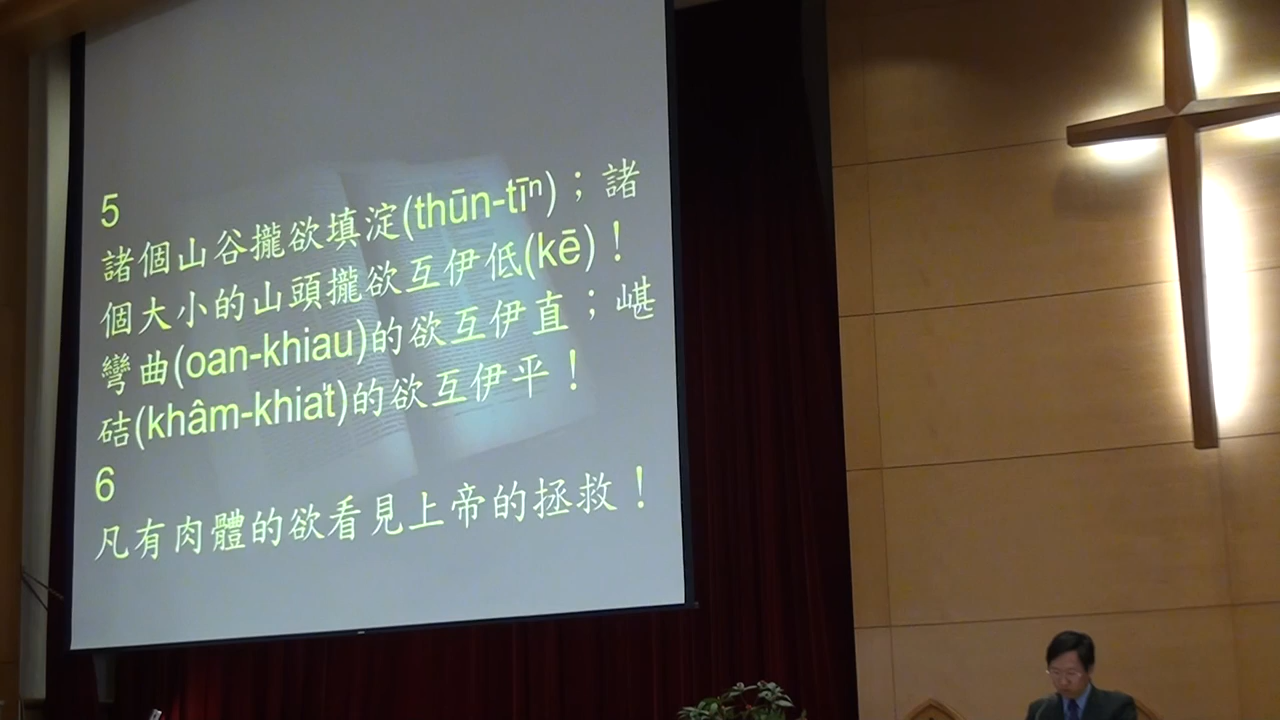 5
諸個山谷攏欲填淀(thūn-tīⁿ)；諸
個大小的山頭攏欲互伊低(kē)！
彎曲(oan-khiau)的欲互伊直；嵁
硈(khâm-khia̍t)的欲互伊平！
6
凡有肉體的欲看見上帝的拯救！